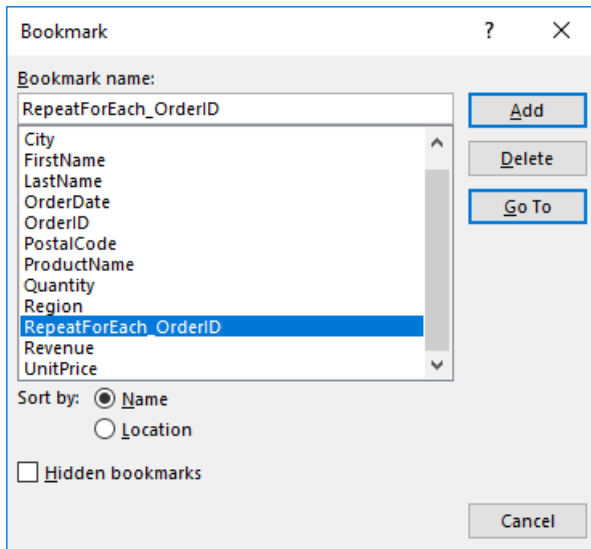 Bookmark ?
Bookmark name:
RepeatForEach_OrderID
Add
City
FirstName
LastName
OrderDate
OrderID
PostalCode
ProductName
Quantity
Region
RepeatForEach_OrderID
Revenue
UnitPrice
Delete
Go To
Sort by: Name
Location
Hidden bookmarks
Cancel